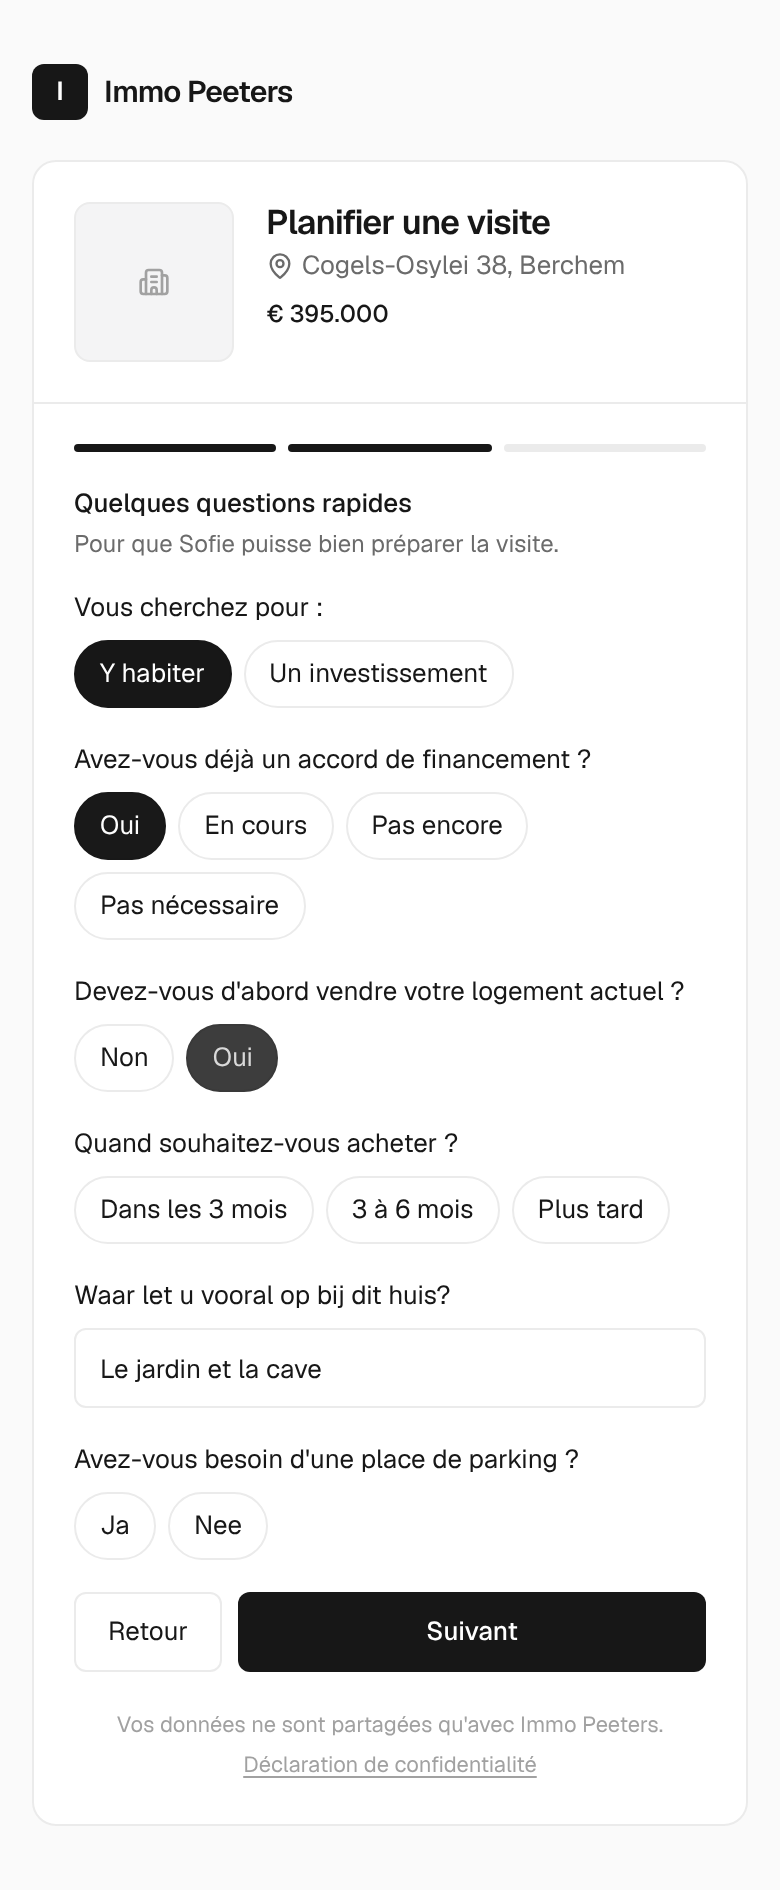 I
Immo Peeters
Planifier une visite
Cogels-Osylei 38, Berchem
€ 395.000
Quelques questions rapides
Pour que Sofie puisse bien préparer la visite.
Vous cherchez pour :
Y habiter Un investissement
Avez-vous déjà un accord de financement ?
Oui En cours Pas encore
Pas nécessaire
Devez-vous d'abord vendre votre logement actuel ?
Non Oui
Quand souhaitez-vous acheter ?
Dans les 3 mois 3 à 6 mois Plus tard
Waar let u vooral op bij dit huis?
Le jardin et la cave
Avez-vous besoin d'une place de parking ?
Ja Nee
Retour Suivant
Vos données ne sont partagées qu'avec Immo Peeters.
Déclaration de confidentialité